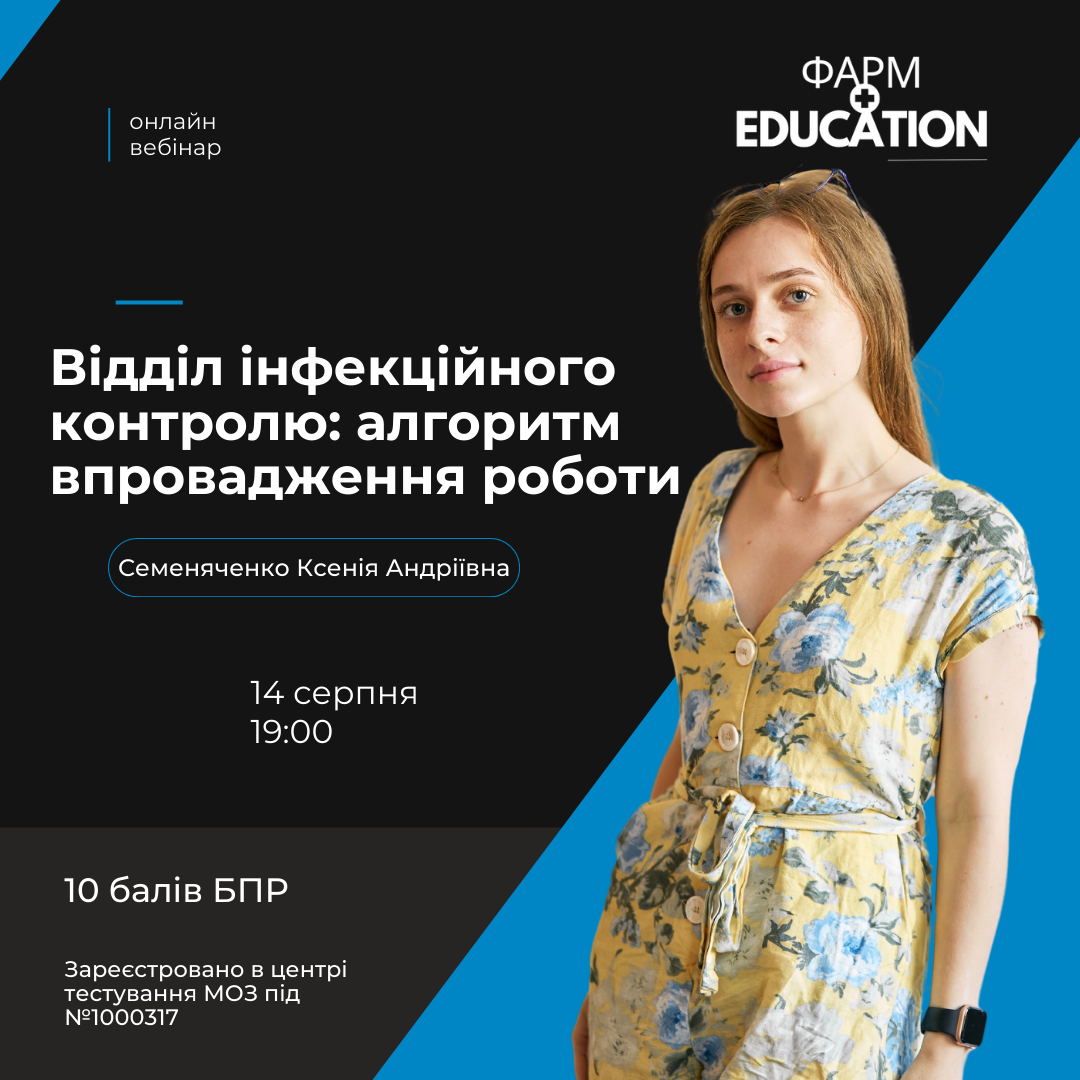 ФАРМ
EDUCATION
онлайн
вебінар
Відділ інфекційного
контролю: алгоритм
впровадження роботи
Семеняченко Ксенія Андріївна
14 серпня
19:00
10 балів БПР
Зареєстровано в центрі
тестування МОЗ під
№1000317